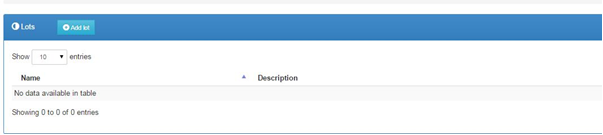 Lots Add lot
Show 10 entries
Name Description
No data available in table
Showing 0 to 0 of 0 entries